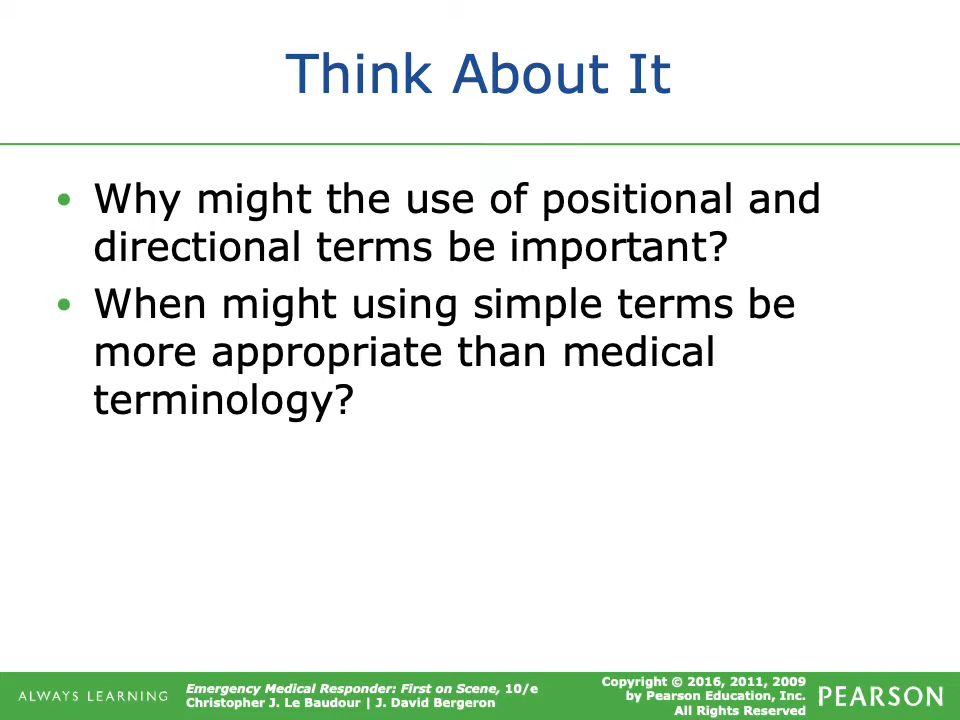 Think About It
• Why might the use of positional and
directional terms be important?
• When might using simple terms be
more appropriate than medical
terminology?
ALWAYS LEARNING
Emergency Medical Responder: First on Scene, 10/e
Christopher J. Le Baudour | J. David Bergeron
Copyright © 2016, 2011, 2009
by Pearson Education, Inc.
All Rights Reserved
PEARSON